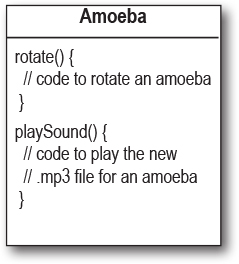 Amoeba
rotate() {
// code to rotate an amoeba
}
playSound() {
// code to play the new
// .mp3 file for an amoeba
}